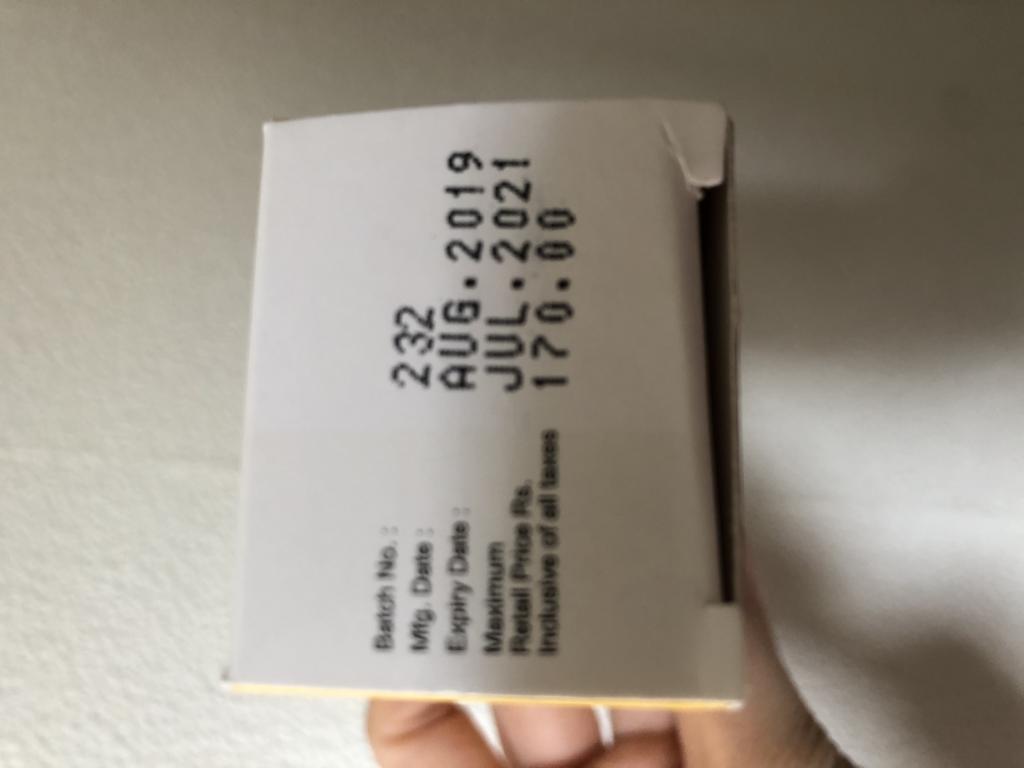 Batch No. : 232
Mfg. Date : AUG.2019
Expiry Date : JUL.2021
Maximum
Retail Price Rs. 170.00
Inclusive of all taxes